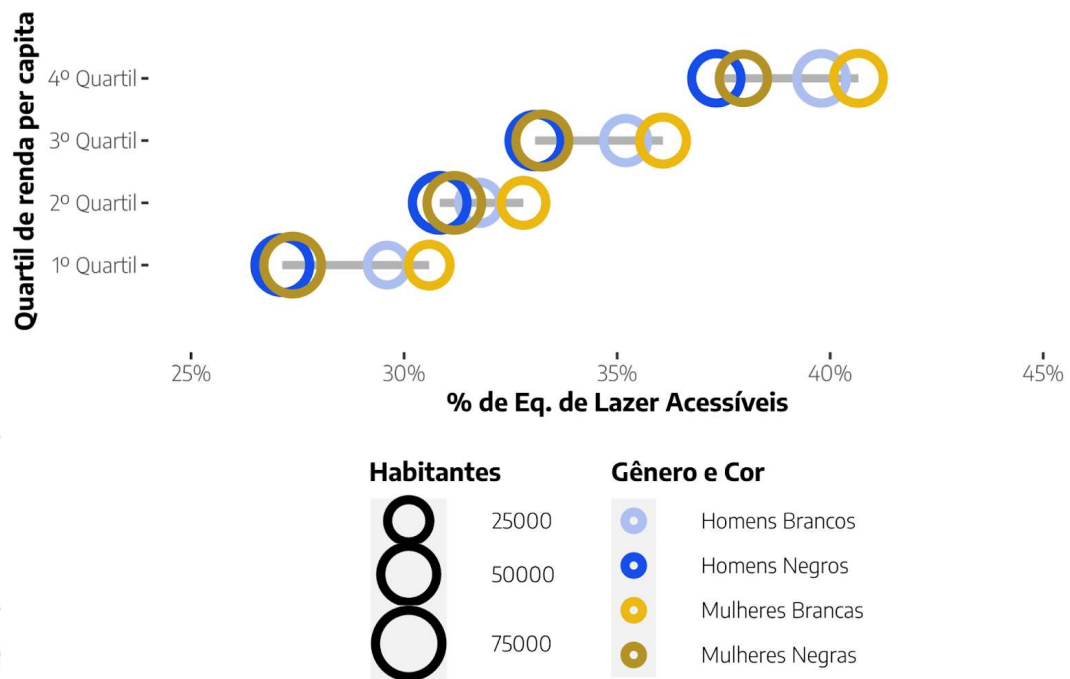 Quartil de renda per capita
4º Quartil
3º Quartil
2º Quartil
1º Quartil
25% 30% 35% 40% 45%
% de Eq. de Lazer Acessíveis
Habitantes
25000
50000
75000
Gênero e Cor
Homens Brancos
Homens Negros
Mulheres Brancas
Mulheres Negras